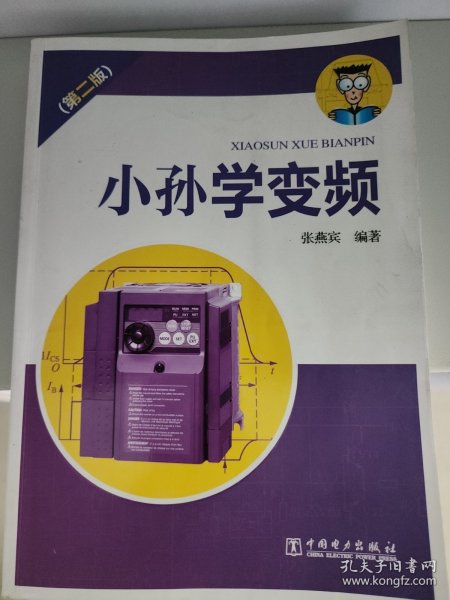 (第二版)
XIAOSUN XUE BIANPIN
小孙学变频
张燕宾 编著
I_CS
O
I_B
t
MODE
SET
中国电力出版社
CHINA ELECTRIC POWER PRESS
孔夫子旧书网
www.kongfz.com